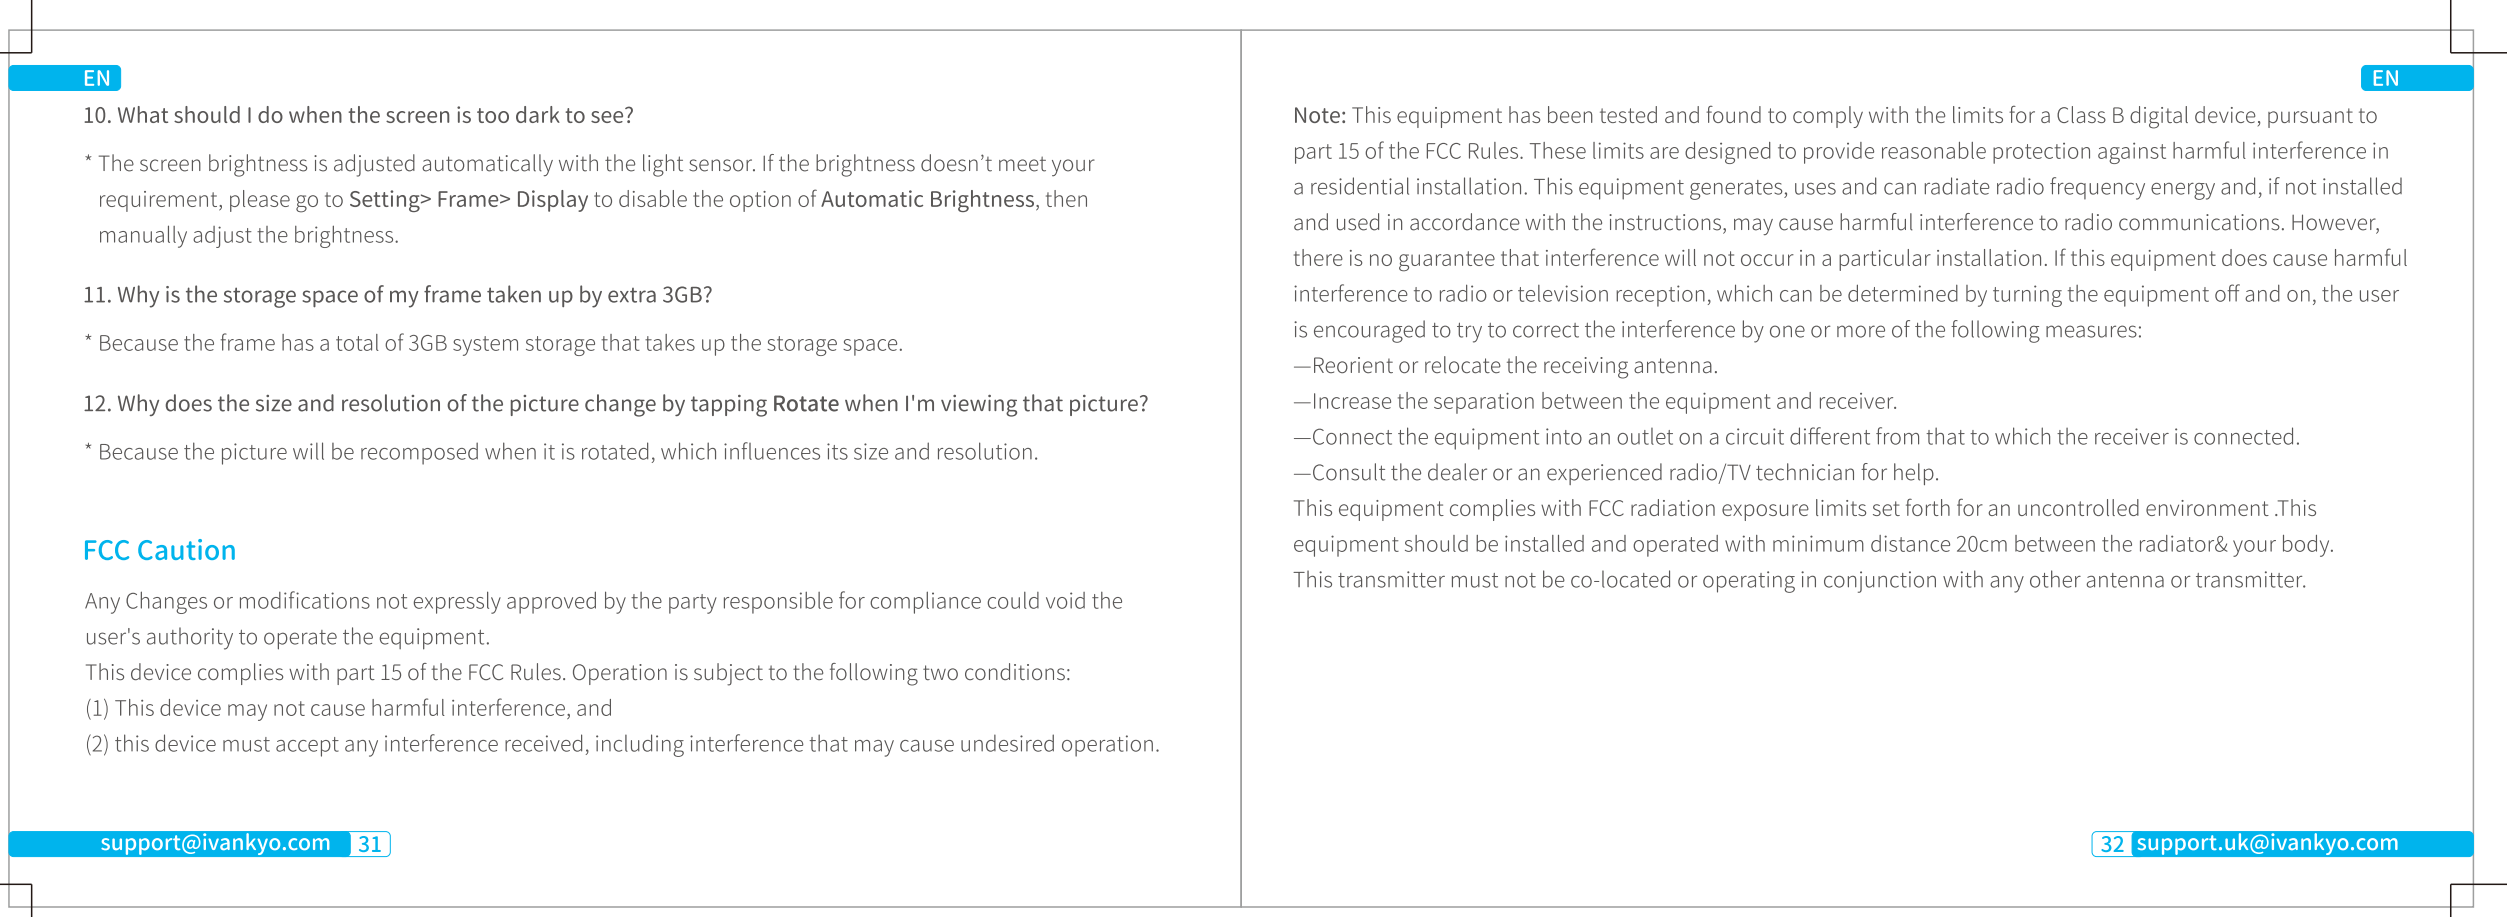 EN
10. What should I do when the screen is too dark to see?
* The screen brightness is adjusted automatically with the light sensor. If the brightness doesn’t meet your
requirement, please go to Setting> Frame> Display to disable the option of Automatic Brightness, then
manually adjust the brightness.
11. Why is the storage space of my frame taken up by extra 3GB?
* Because the frame has a total of 3GB system storage that takes up the storage space.
12. Why does the size and resolution of the picture change by tapping Rotate when I'm viewing that picture?
* Because the picture will be recomposed when it is rotated, which influences its size and resolution.
FCC Caution
Any Changes or modifications not expressly approved by the party responsible for compliance could void the
user's authority to operate the equipment.
This device complies with part 15 of the FCC Rules. Operation is subject to the following two conditions:
(1) This device may not cause harmful interference, and
(2) this device must accept any interference received, including interference that may cause undesired operation.
support@ivankyo.com 31
EN
Note: This equipment has been tested and found to comply with the limits for a Class B digital device, pursuant to
part 15 of the FCC Rules. These limits are designed to provide reasonable protection against harmful interference in
a residential installation. This equipment generates, uses and can radiate radio frequency energy and, if not installed
and used in accordance with the instructions, may cause harmful interference to radio communications. However,
there is no guarantee that interference will not occur in a particular installation. If this equipment does cause harmful
interference to radio or television reception, which can be determined by turning the equipment off and on, the user
is encouraged to try to correct the interference by one or more of the following measures:
—Reorient or relocate the receiving antenna.
—Increase the separation between the equipment and receiver.
—Connect the equipment into an outlet on a circuit different from that to which the receiver is connected.
—Consult the dealer or an experienced radio/TV technician for help.
This equipment complies with FCC radiation exposure limits set forth for an uncontrolled environment .This
equipment should be installed and operated with minimum distance 20cm between the radiator& your body.
This transmitter must not be co-located or operating in conjunction with any other antenna or transmitter.
32 support.uk@ivankyo.com